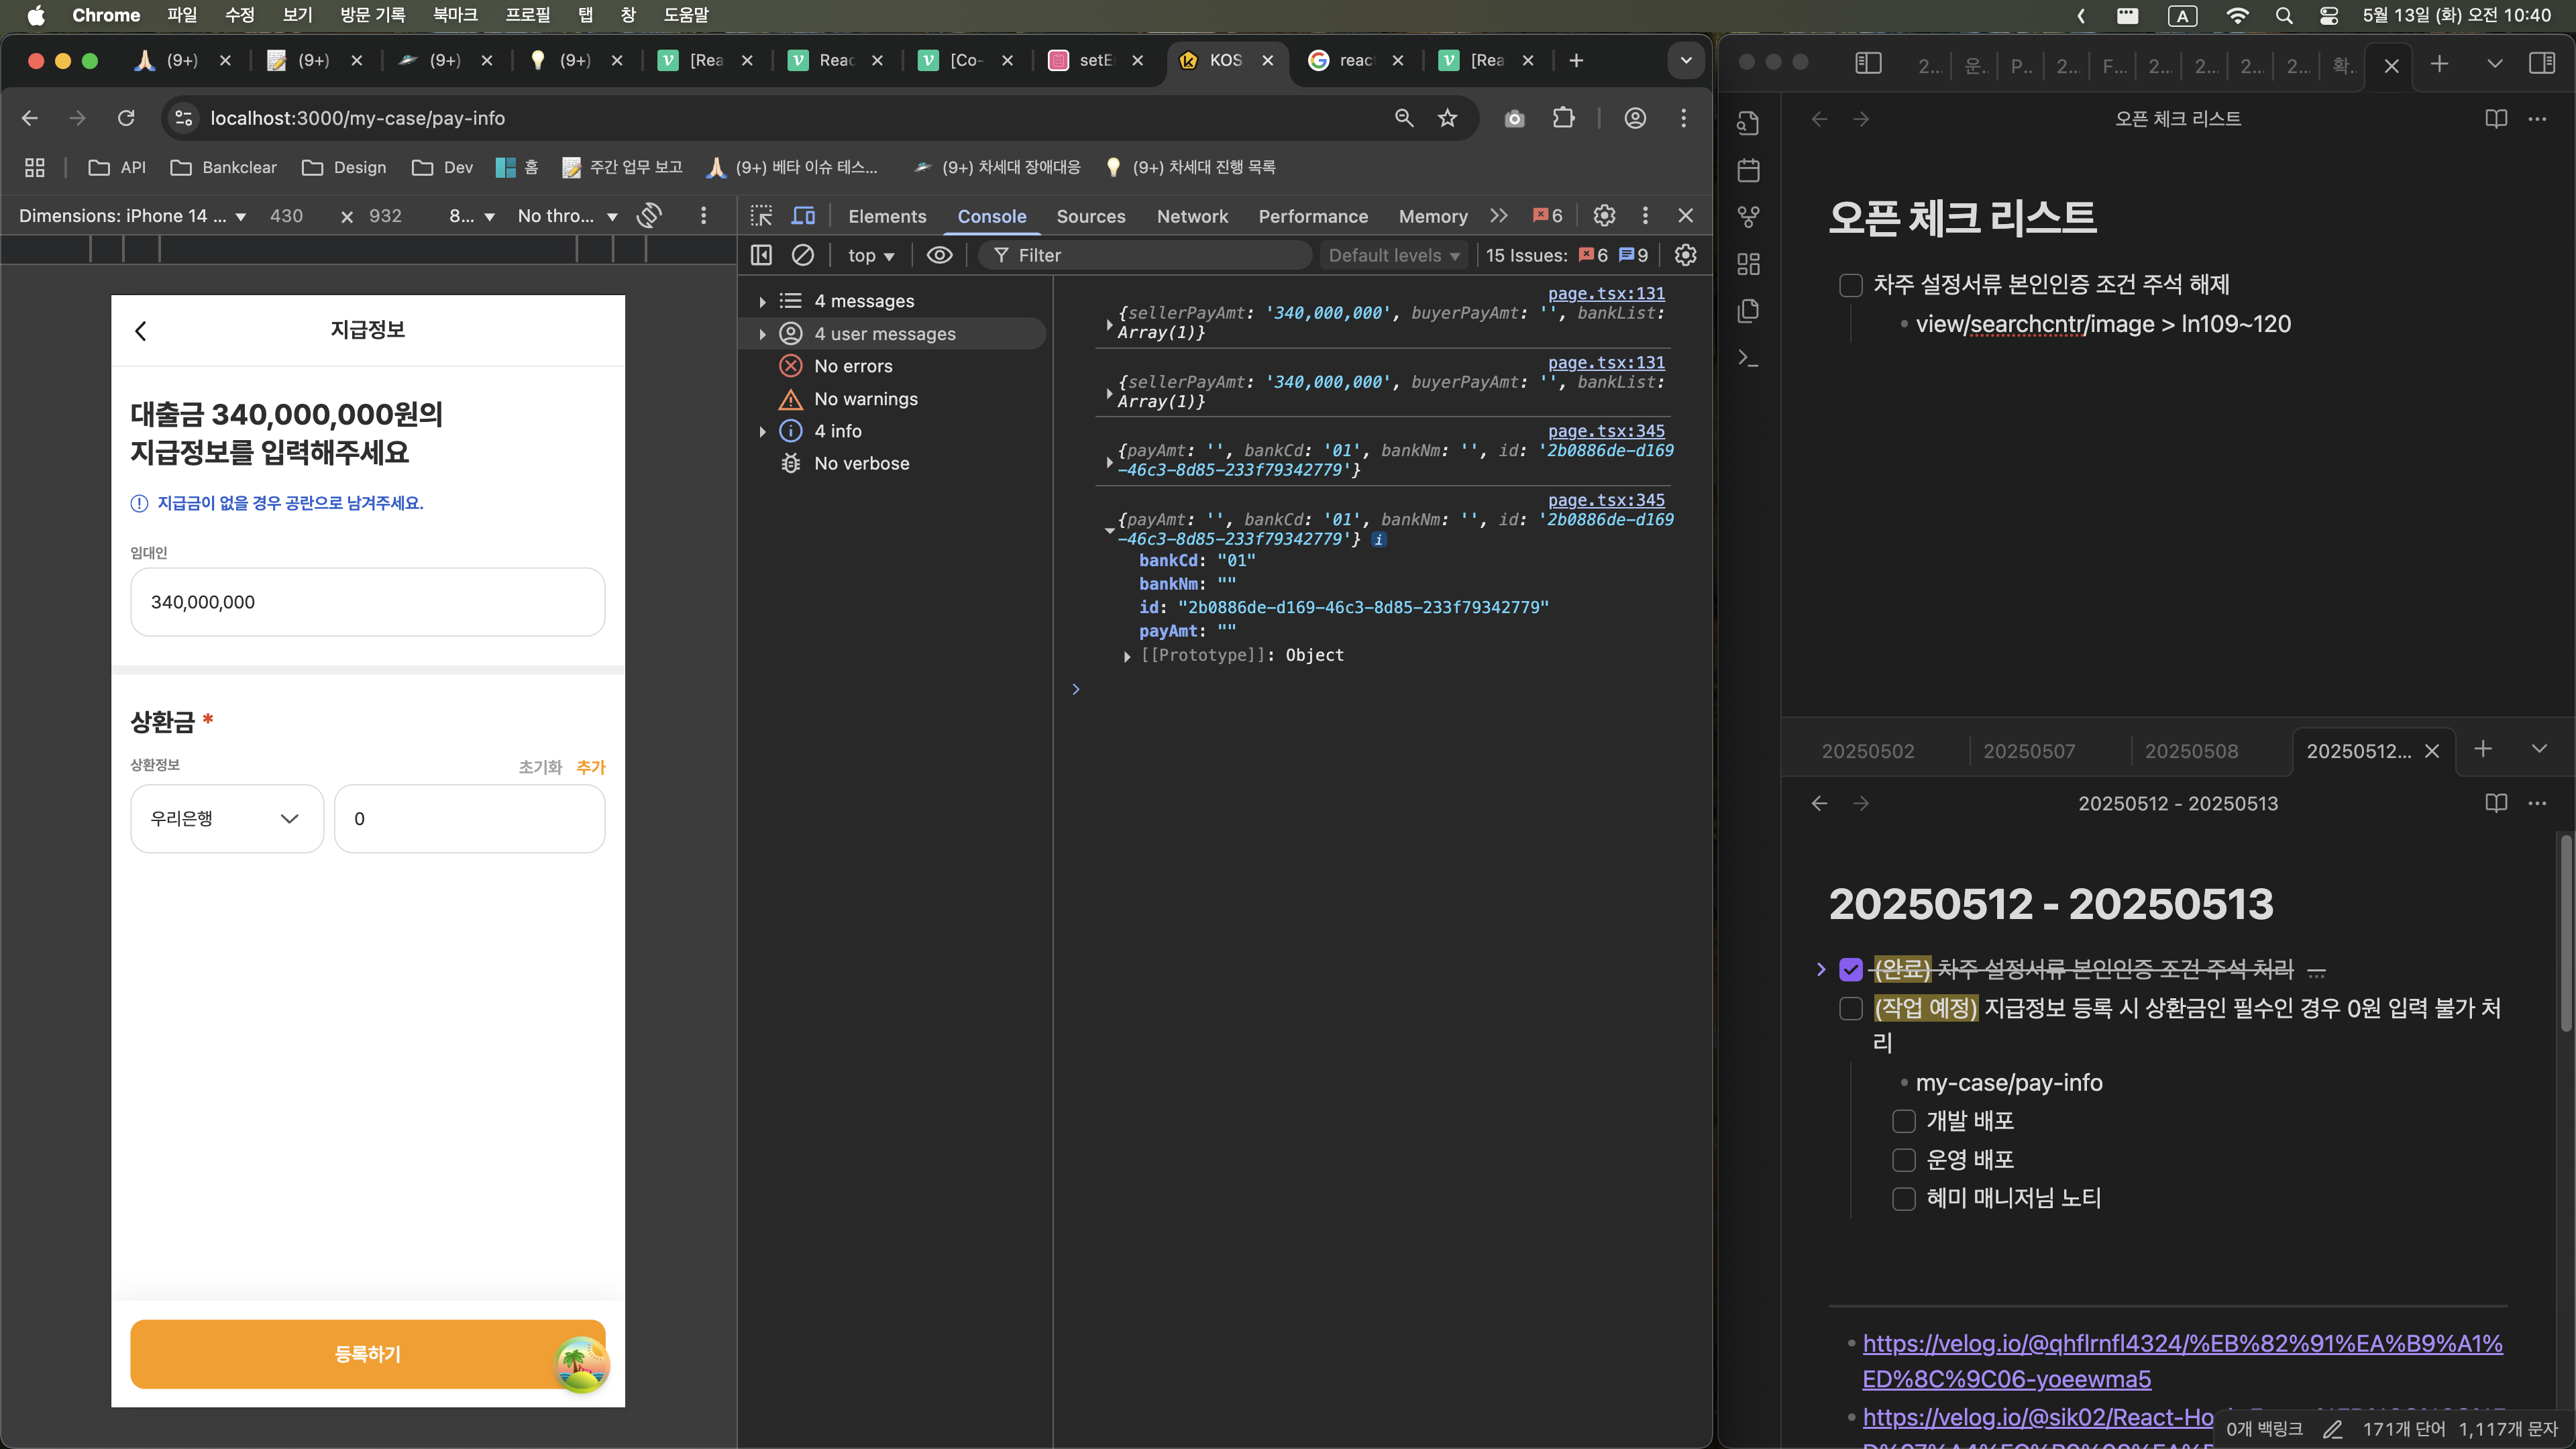 Chrome 파일 수정 보기 방문 기록 북마크 프로필 탭 창 도움말
A 5월 13일 (화) 오전 10:40
(9+) (9+) (9+) (9+) [Rea Reac [Co- setE KOS reac [Rea
localhost:3000/my-case/pay-info
API Bankclear Design Dev 홈 주간 업무 보고 (9+) 베타 이슈 테스... (9+) 차세대 장애대응 (9+) 차세대 진행 목록
Dimensions: iPhone 14 ... 430 × 932 8... No thro...
Elements Console Sources Network Performance Memory 6
top Filter Default levels 15 Issues: 6 9
지급정보
대출금 340,000,000원의
지급정보를 입력해주세요
지급금이 없을 경우 공란으로 남겨주세요.
임대인
340,000,000
상환금 *
상환정보 초기화 추가
우리은행 0
등록하기
4 messages
4 user messages
No errors
No warnings
4 info
No verbose
page.tsx:131
{sellerPayAmt: '340,000,000', buyerPayAmt: '', bankList:
Array(1)}
page.tsx:131
{sellerPayAmt: '340,000,000', buyerPayAmt: '', bankList:
Array(1)}
page.tsx:345
{payAmt: '', bankCd: '01', bankNm: '', id: '2b0886de-d169
-46c3-8d85-233f79342779'}
page.tsx:345
{payAmt: '', bankCd: '01', bankNm: '', id: '2b0886de-d169
-46c3-8d85-233f79342779'} i
bankCd: "01"
bankNm: ""
id: "2b0886de-d169-46c3-8d85-233f79342779"
payAmt: ""
[[Prototype]]: Object
2... 운. P... 2... F... 2... 2... 2... 2... 확.
오픈 체크 리스트
오픈 체크 리스트
차주 설정서류 본인인증 조건 주석 해제
view/searchcntr/image > ln109~120
20250502 20250507 20250508 20250512...
20250512 - 20250513
20250512 - 20250513
(완료) 차주 설정서류 본인인증 조건 주석 처리 ...
(작업 예정) 지급정보 등록 시 상환금인 필수인 경우 0원 입력 불가 처
리
my-case/pay-info
개발 배포
운영 배포
혜미 매니저님 노티
https://velog.io/@qhflrnfl4324/%EB%82%91%EA%B9%A1%
ED%8C%9C06-yoeewma5
https://velog.io/@sik02/React-Ho
0개 백링크 171개 단어 1,117개 문자